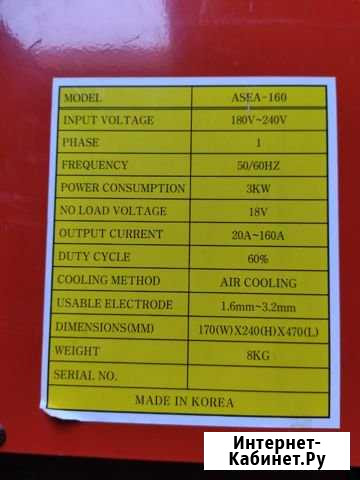 MODEL ASEA-160
INPUT VOLTAGE 180V~240V
PHASE 1
FREQUENCY 50/60HZ
POWER CONSUMPTION 3KW
NO LOAD VOLTAGE 18V
OUTPUT CURRENT 20A~160A
DUTY CYCLE 60%
COOLING METHOD AIR COOLING
USABLE ELECTRODE 1.6mm~3.2mm
DIMENSIONS(MM) 170(W)X240(H)X470(L)
WEIGHT 8KG
SERIAL NO.
MADE IN KOREA
Интернет-
Кабинет.Ру